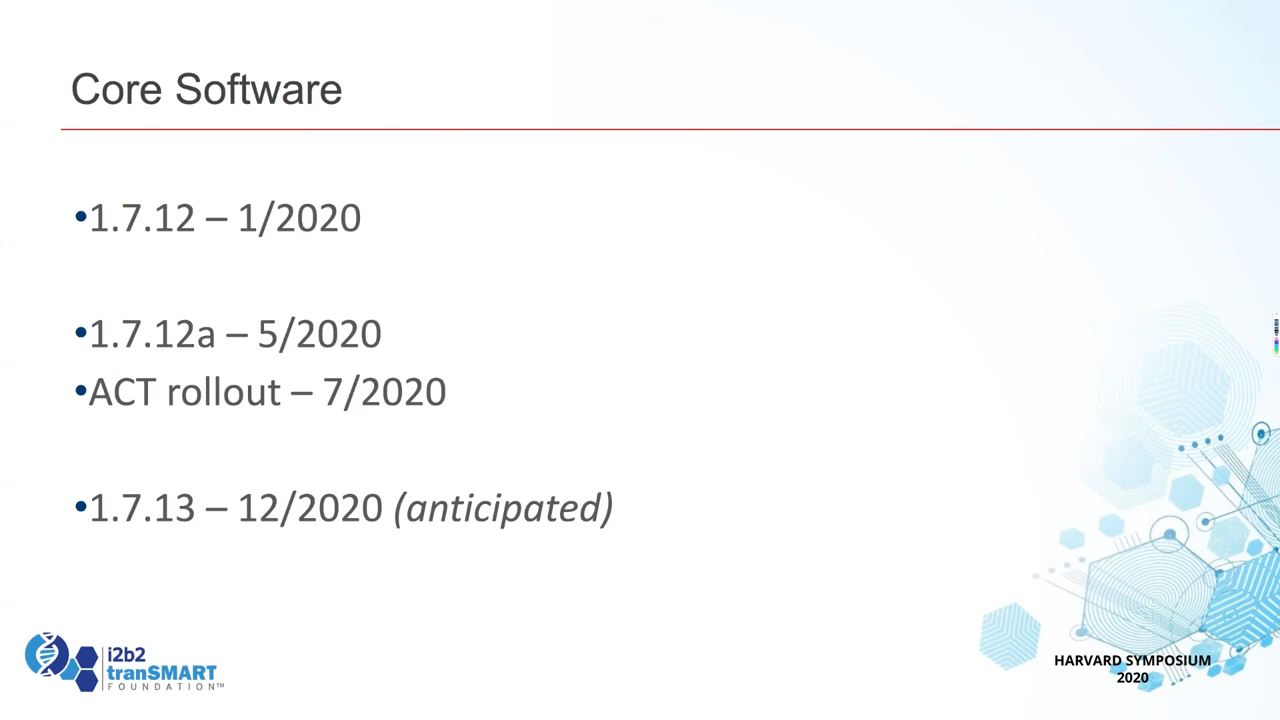 Core Software
•1.7.12 – 1/2020
•1.7.12a – 5/2020
•ACT rollout – 7/2020
•1.7.13 – 12/2020 (anticipated)
i2b2
tranSMART
FOUNDATION™
HARVARD SYMPOSIUM
2020